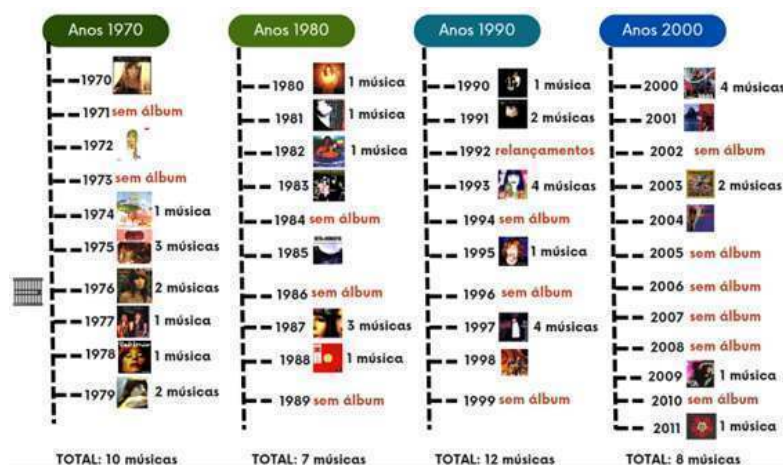 Anos 1970
1970
1971 sem álbum
1972
1973 sem álbum
1974 1 música
1975 3 músicas
1976 2 músicas
1977 1 música
1978 1 música
1979 2 músicas
TOTAL: 10 músicas
Anos 1980
1980 1 música
1981 1 música
1982 1 música
1983
1984 sem álbum
1985
1986 sem álbum
1987 3 músicas
1988 1 música
1989 sem álbum
TOTAL: 7 músicas
Anos 1990
1990 1 música
1991 2 músicas
1992 relançamentos
1993 4 músicas
1994 sem álbum
1995 1 música
1996 sem álbum
1997 4 músicas
1998
1999 sem álbum
TOTAL: 12 músicas
Anos 2000
2000 4 músicas
2001
2002 sem álbum
2003 2 músicas
2004
2005 sem álbum
2006 sem álbum
2007 sem álbum
2008 sem álbum
2009 1 música
2010 sem álbum
2011 1 música
TOTAL: 8 músicas